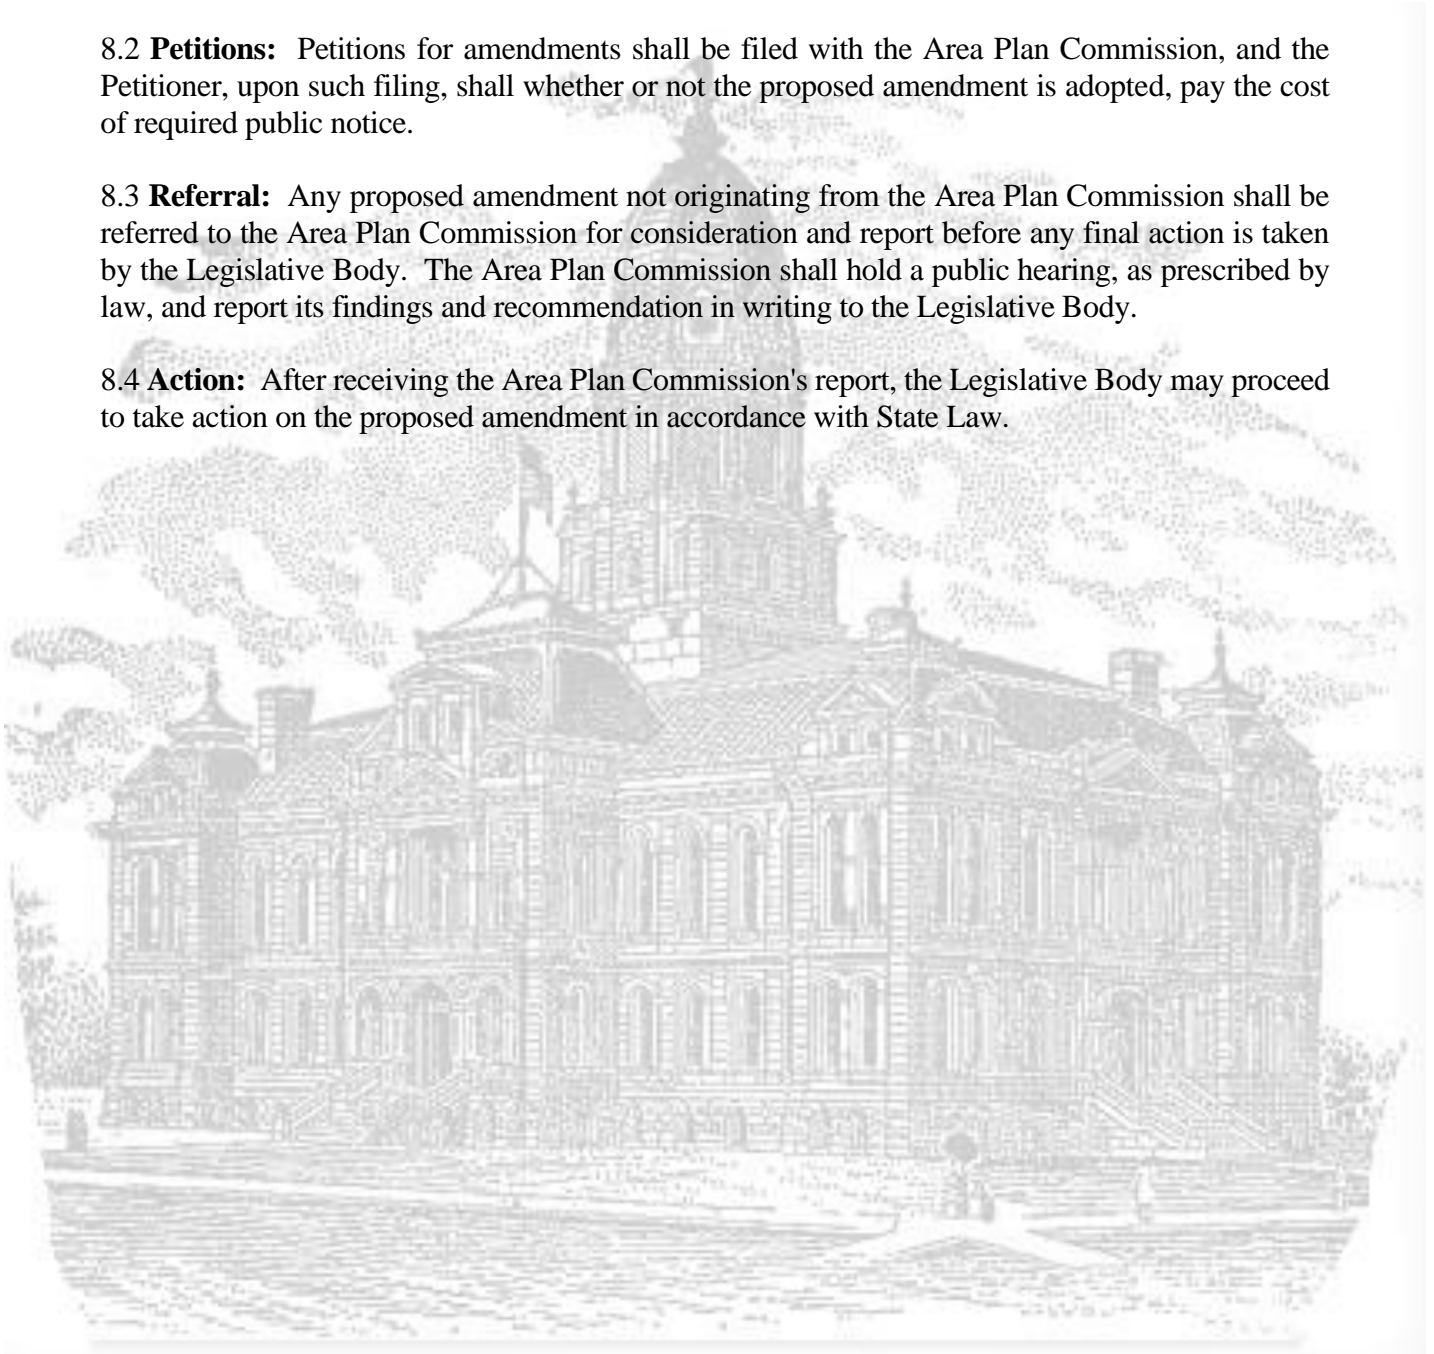 8.2 Petitions: Petitions for amendments shall be filed with the Area Plan Commission, and the
Petitioner, upon such filing, shall whether or not the proposed amendment is adopted, pay the cost
of required public notice.
8.3 Referral: Any proposed amendment not originating from the Area Plan Commission shall be
referred to the Area Plan Commission for consideration and report before any final action is taken
by the Legislative Body. The Area Plan Commission shall hold a public hearing, as prescribed by
law, and report its findings and recommendation in writing to the Legislative Body.
8.4 Action: After receiving the Area Plan Commission's report, the Legislative Body may proceed
to take action on the proposed amendment in accordance with State Law.